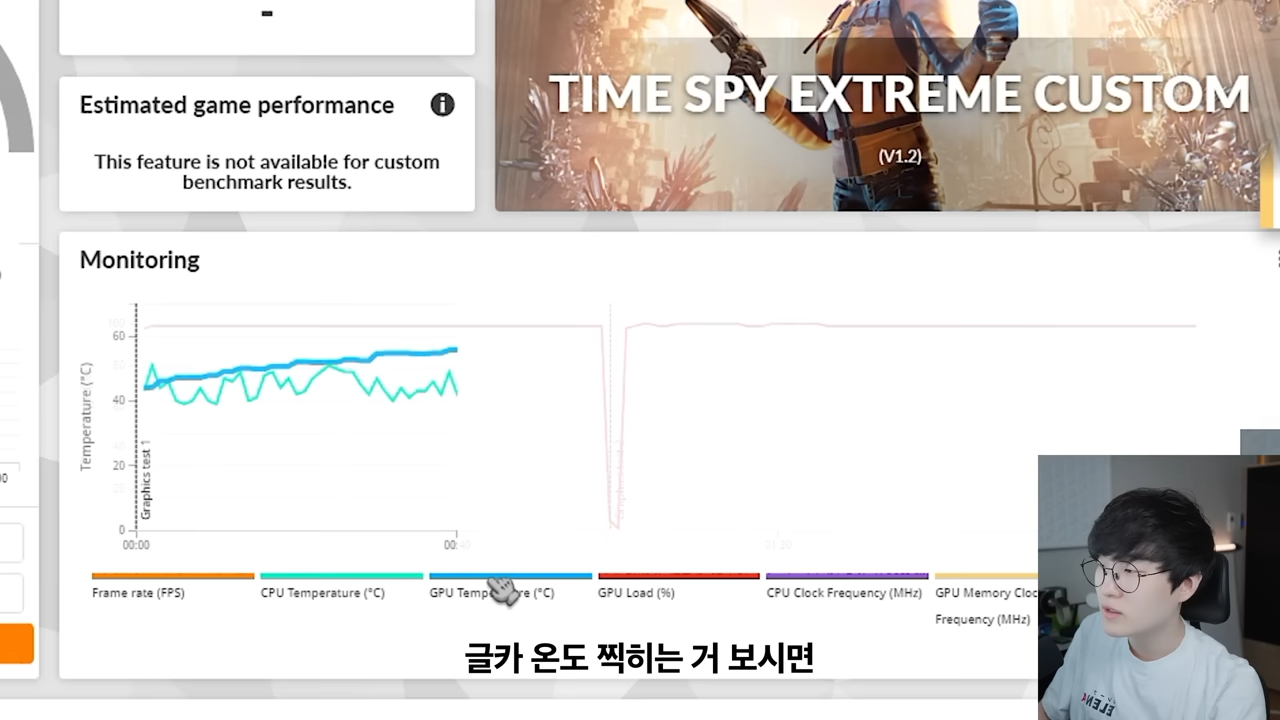 -
Estimated game performance
This feature is not available for custom
benchmark results.
TIME SPY EXTREME CUSTOM
(V1.2)
Monitoring
Temperature (°C)
60
40
20
0
Graphics test 1
00:00
00:40
01:20
Frame rate (FPS)
CPU Temperature (°C)
GPU Temperature (°C)
GPU Load (%)
CPU Clock Frequency (MHz)
GPU Memory Cloc
Frequency (MHz)
글카 온도 찍히는 거 보시면